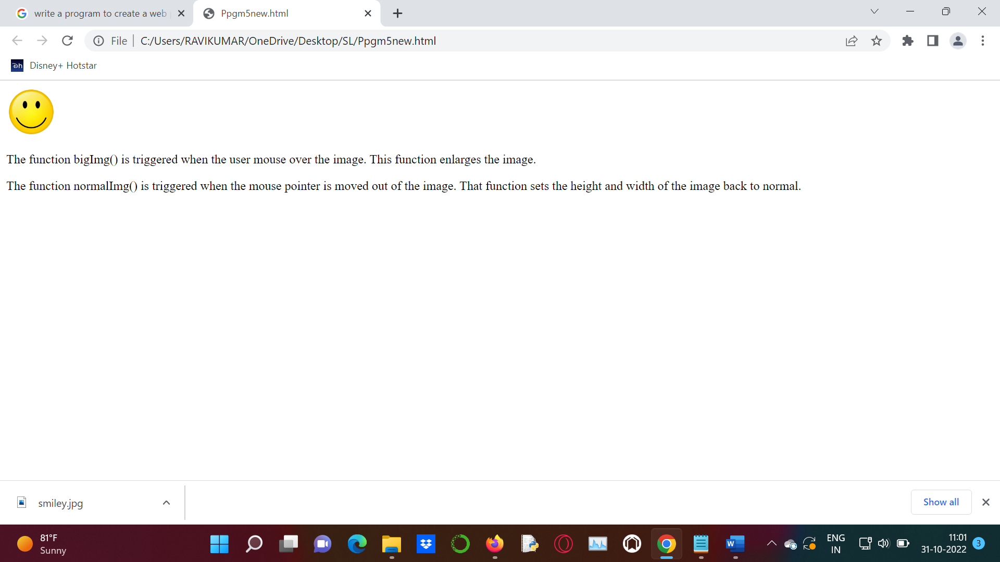 write a program to create a web
Ppgm5new.html
File
C:/Users/RAVIKUMAR/OneDrive/Desktop/SL/Ppgm5new.html
Disney+ Hotstar
The function bigImg() is triggered when the user mouse over the image. This function enlarges the image.
The function normalImg() is triggered when the mouse pointer is moved out of the image. That function sets the height and width of the image back to normal.
smiley.jpg
Show all
81°F
Sunny
W
ENG
IN
11:01
31-10-2022
3